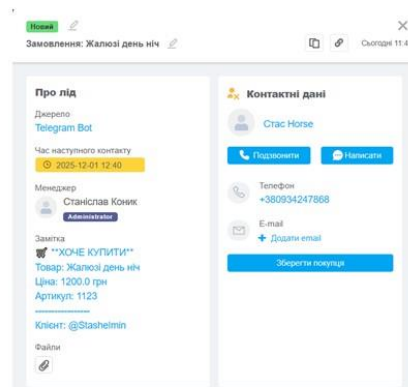 Новий
Замовлення: Жалюзі день ніч
Сьогодні 11:4
Про лід
Джерело
Telegram Bot
Час наступного контакту
2025-12-01 12:40
Менеджер
Станіслав Коник
Administrator
Замітка
**ХОЧЕ КУПИТИ**
Товар: Жалюзі день ніч
Ціна: 1200.0 грн
Артикул: 1123
--------------------
Клієнт: @Stashelmin
Файли
Контактні дані
Стас Horse
Подзвонити
Написати
Телефон
+380934247868
E-mail
+ Додати email
Зберегти покупця